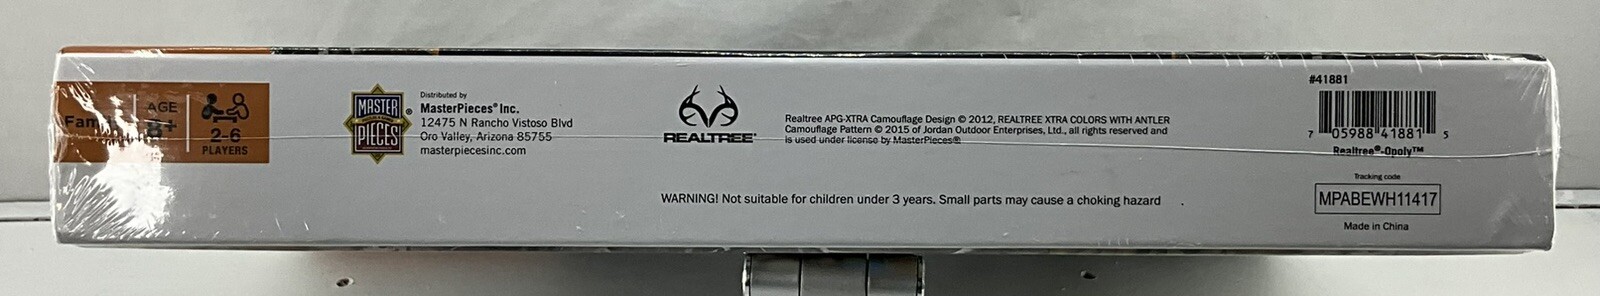 AGE
8+
2-6
PLAYERS
MASTER
PIECES
®
Distributed by
MasterPieces® Inc.
12475 N Rancho Vistoso Blvd
Oro Valley, Arizona 85755
masterpiecesinc.com
REALTREE®
Realtree APG-XTRA Camouflage Design © 2012, REALTREE XTRA COLORS WITH ANTLER
Camouflage Pattern © 2015 of Jordan Outdoor Enterprises, Ltd., all rights reserved and
is used under license by MasterPieces®
WARNING! Not suitable for children under 3 years. Small parts may cause a choking hazard .
#41881
7 05988 41881 5
Realtree®-Opoly™
Tracking code
MPABEWH11417
Made in China